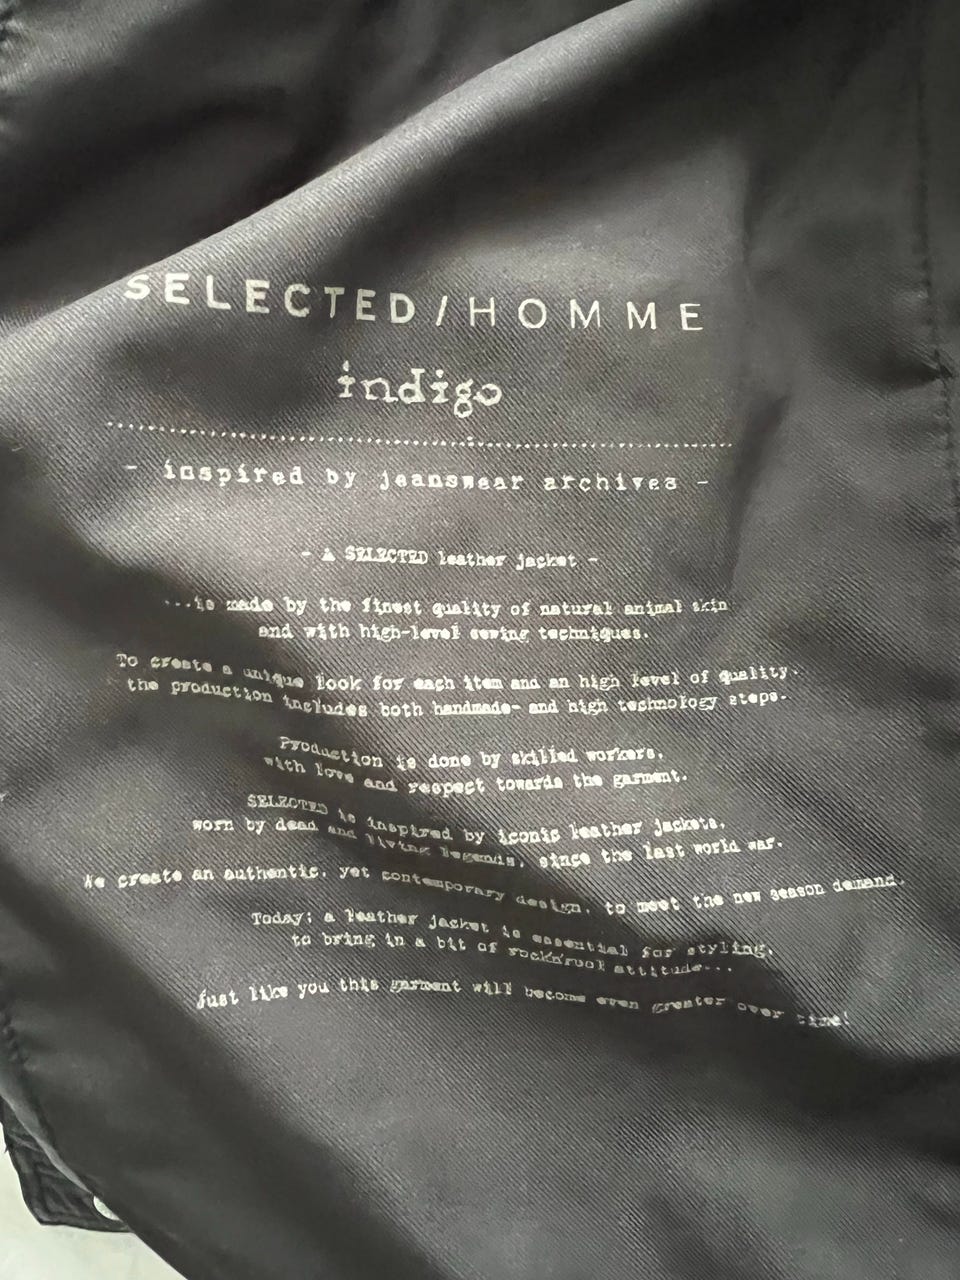 SELECTED/HOMME
indigo
- inspired by jeanswear archives -
- A SELECTED leather jacket -
...is made by the finest quality of natural animal skin
and with high-level sewing techniques.
To create a unique look for each item and an high level of quality,
the production includes both handmade- and high technology steps.
Production is done by skilled workers,
with love and respect towards the garment.
SELECTED is inspired by iconic leather jackets,
worn by dead and living legends, since the last world war.
We create an authentic, yet contemporary design, to meet the new season demand.
Today; a leather jacket is essential for styling,
to bring in a bit of rock'n'rool attitude...
Just like you this garment will become even greater over time!